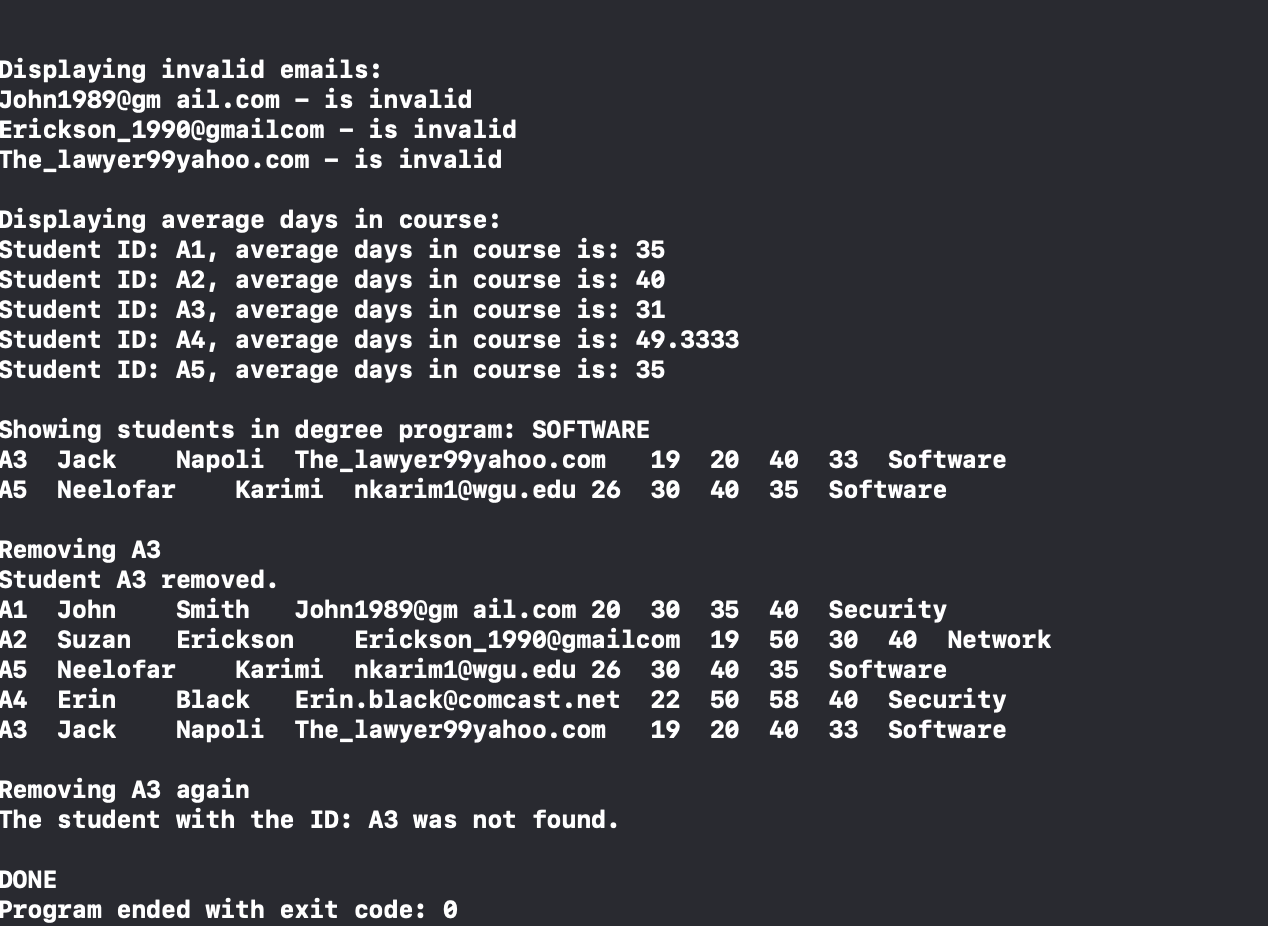 Displaying invalid emails:
John1989@gm ail.com – is invalid
Erickson_1990@gmailcom – is invalid
The_lawyer99yahoo.com – is invalid
Displaying average days in course:
Student ID: A1, average days in course is: 35
Student ID: A2, average days in course is: 40
Student ID: A3, average days in course is: 31
Student ID: A4, average days in course is: 49.3333
Student ID: A5, average days in course is: 35
Showing students in degree program: SOFTWARE
A3  Jack    Napoli  The_lawyer99yahoo.com   19  20  40  33  Software
A5  Neelofar    Karimi  nkarim1@wgu.edu 26  30  40  35  Software
Removing A3
Student A3 removed.
A1  John    Smith   John1989@gm ail.com 20  30  35  40  Security
A2  Suzan   Erickson    Erickson_1990@gmailcom  19  50  30  40  Network
A5  Neelofar    Karimi  nkarim1@wgu.edu 26  30  40  35  Software
A4  Erin    Black   Erin.black@comcast.net  22  50  58  40  Security
A3  Jack    Napoli  The_lawyer99yahoo.com   19  20  40  33  Software
Removing A3 again
The student with the ID: A3 was not found.
DONE
Program ended with exit code: 0